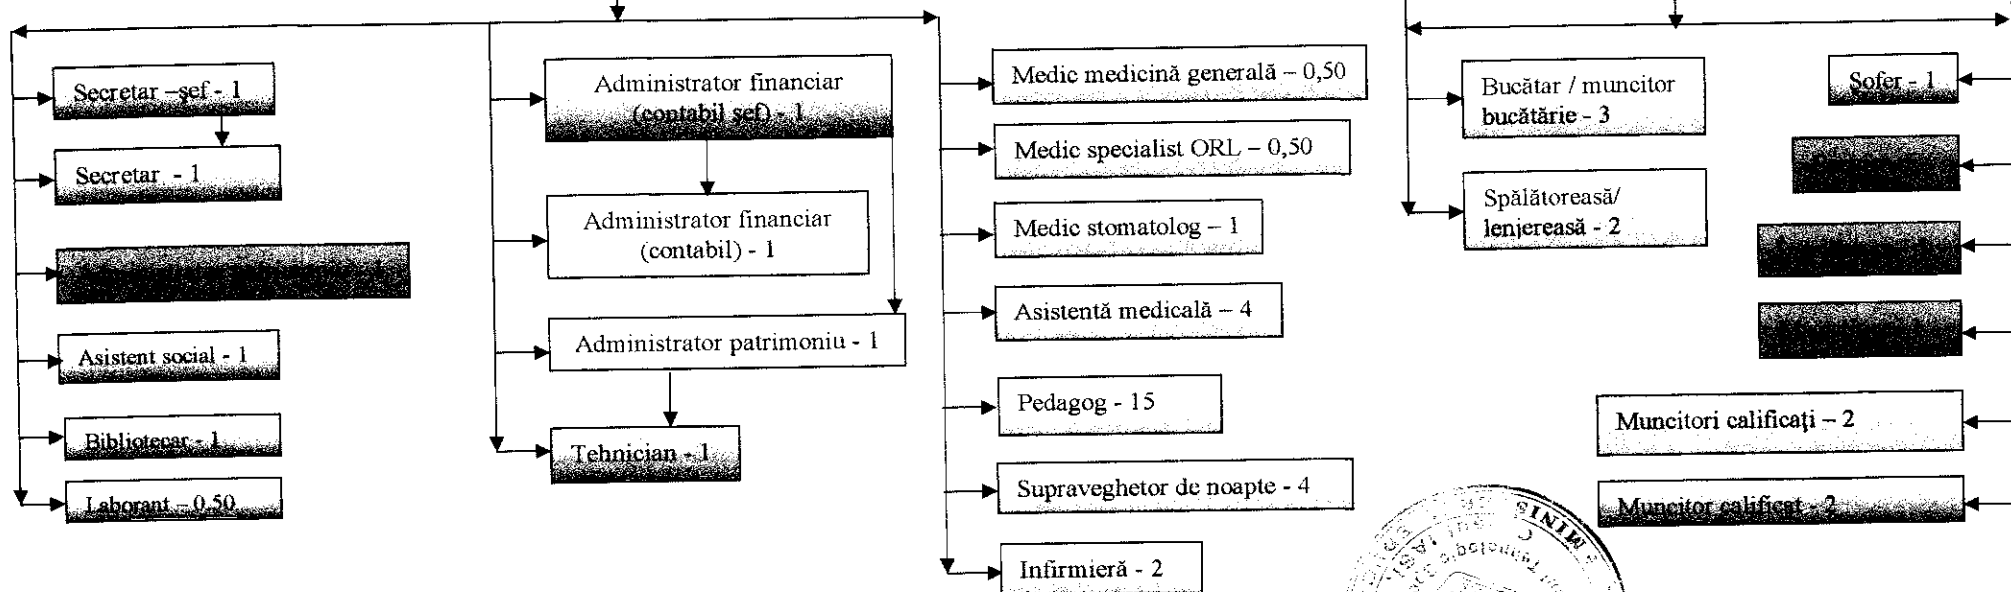 Secretar –şef - 1
Secretar - 1
Asistent social - 1
Bibliotecar - 1
Laborant – 0,50
Administrator financiar
(contabil şef) - 1
Administrator financiar
(contabil) - 1
Administrator patrimoniu - 1
Tehnician - 1
Medic medicină generală – 0,50
Medic specialist ORL – 0,50
Medic stomatolog – 1
Asistentă medicală – 4
Pedagog - 15
Supraveghetor de noapte - 4
Infirmieră - 2
Bucătar / muncitor
bucătărie - 3
Spălătoreasă/
lenjereasă - 2
Sofer - 1
Muncitori calificaţi – 2
Muncitor calificat - 2
MINIS
IAŞI